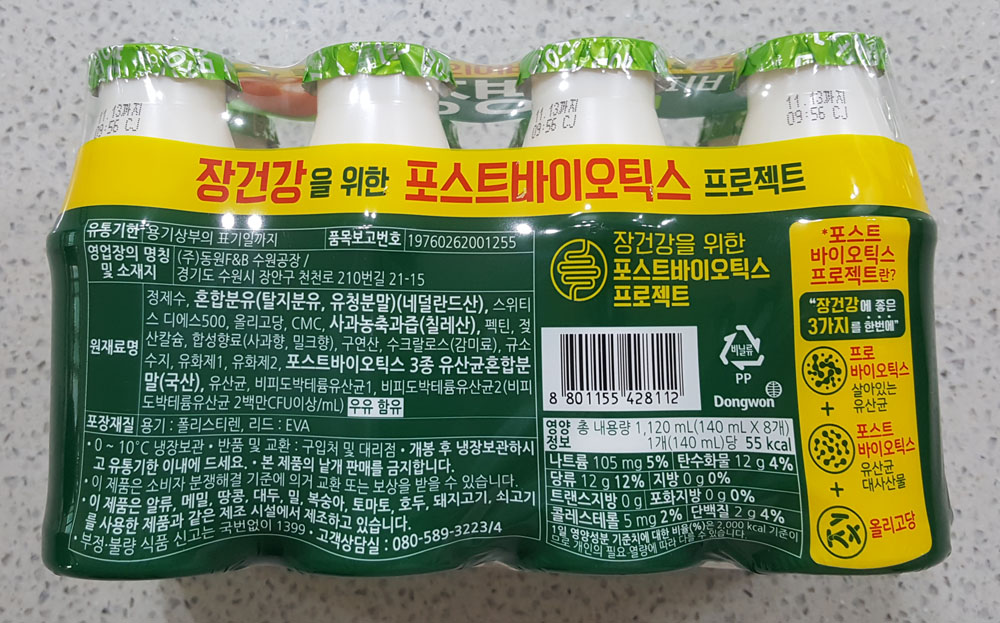 11.13까지
09:56 CJ
11.13까지
09:56 CJ
11.13까지
09:56 CJ
장건강을 위한 포스트바이오틱스 프로젝트
유통기한 용기상부의 표기일까지 품목보고번호 19760262001255
영업장의 명칭 및 소재지
(주)동원F&B 수원공장 /
경기도 수원시 장안구 천천로 210번길 21-15
원재료명
정제수, 혼합분유(탈지분유, 유청분말)(네덜란드산), 스위티
스 디에스500, 올리고당, CMC, 사과농축과즙(칠레산), 펙틴, 젖
산칼슘, 합성향료(사과향, 밀크향), 구연산, 수크랄로스(감미료), 규소
수지, 유화제1, 유화제2, 포스트바이오틱스 3종 유산균혼합분
말(국산), 유산균, 비피도박테륨유산균1, 비피도박테륨유산균2(비피
도박테륨유산균 2백만CFU이상/mL) 우유 함유
포장재질 용기 : 폴리스티렌, 리드 : EVA
• 0 ~ 10℃ 냉장보관 • 반품 및 교환 : 구입처 및 대리점 • 개봉 후 냉장보관하시
고 유통기한 이내에 드세요. • 본 제품의 낱개 판매를 금지합니다.
• 이 제품은 소비자 분쟁해결 기준에 의거 교환 또는 보상을 받을 수 있습니다.
• 이 제품은 알류, 메밀, 땅콩, 대두, 밀, 복숭아, 토마토, 호두, 돼지고기, 쇠고기
를 사용한 제품과 같은 제조 시설에서 제조하고 있습니다.
• 부정·불량 식품 신고는 국번없이 1399 • 고객상담실 : 080-589-3223/4
장건강을 위한
포스트바이오틱스
프로젝트
8 801155 428112
비닐류
PP
Dongwon
영양정보 총 내용량 1,120 mL(140 mL X 8개)
1개(140 mL)당 55 kcal
나트륨 105 mg 5% 탄수화물 12 g 4%
당류 12 g 12% 지방 0 g 0%
트랜스지방 0 g 포화지방 0 g 0%
콜레스테롤 5 mg 2% 단백질 2 g 4%
1일 영양성분 기준치에 대한 비율(%)은 2,000 kcal 기준이
므로 개인의 필요 열량에 따라 다를 수 있습니다.
*포스트
바이오틱스
프로젝트란?
"장건강에 좋은
3가지를 한번에"
프로
바이오틱스
살아있는
유산균
+
포스트
바이오틱스
유산균
대사산물
+
올리고당